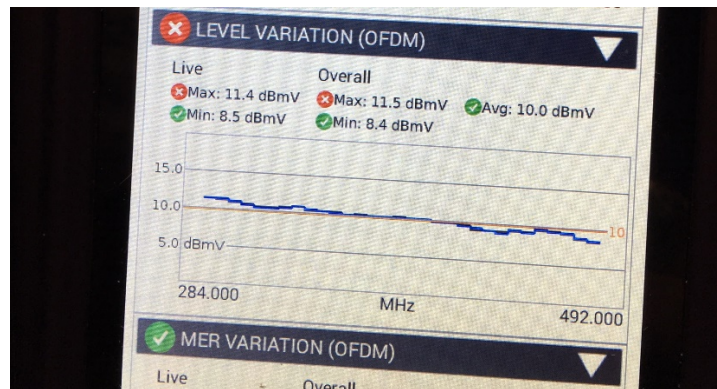 LEVEL VARIATION (OFDM)
Live Overall
Max: 11.4 dBmV Max: 11.5 dBmV Avg: 10.0 dBmV
Min: 8.5 dBmV Min: 8.4 dBmV
15.0
10.0 10
5.0 dBmV
284.000 MHz 492.000
MER VARIATION (OFDM)
Live Overall